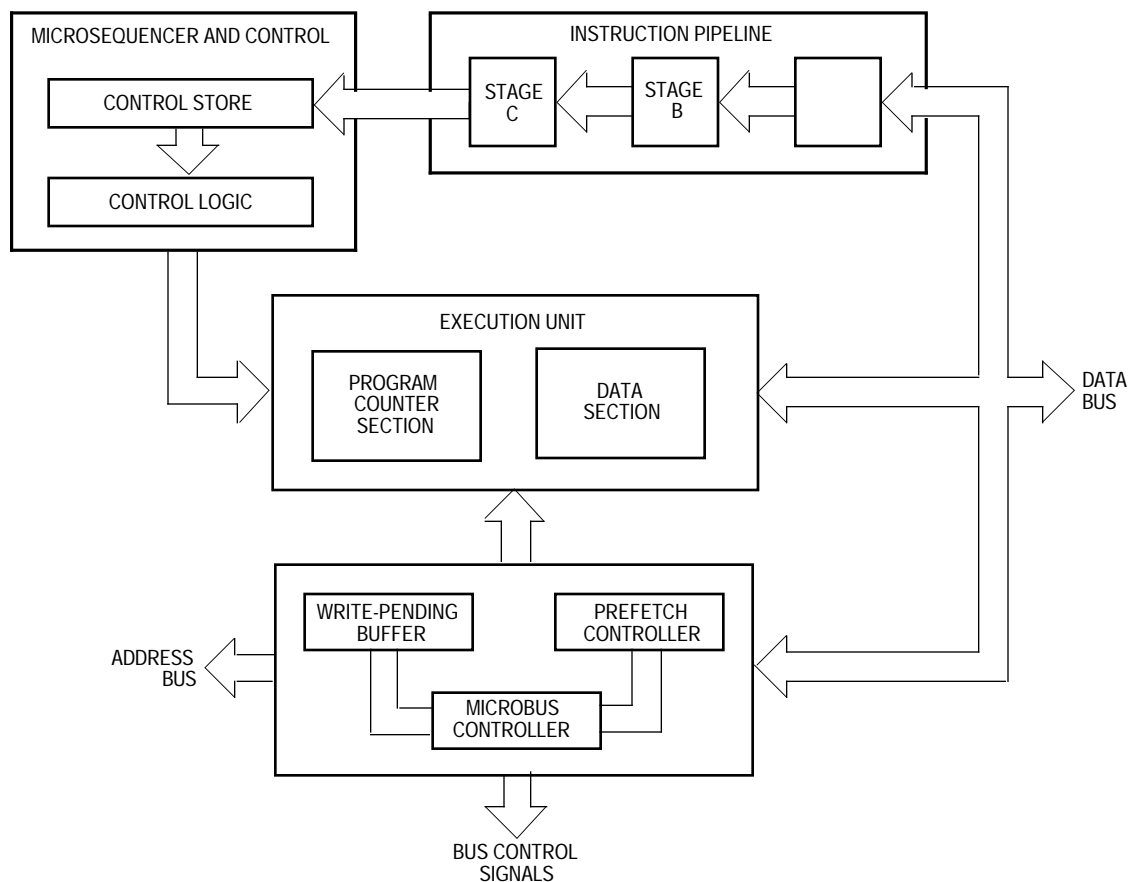 MICROSEQUENCER AND CONTROL
CONTROL STORE
CONTROL LOGIC
INSTRUCTION PIPELINE
STAGE
C
STAGE
B
EXECUTION UNIT
PROGRAM
COUNTER
SECTION
DATA
SECTION
DATA
BUS
WRITE-PENDING
BUFFER
PREFETCH
CONTROLLER
MICROBUS
CONTROLLER
ADDRESS
BUS
BUS CONTROL
SIGNALS